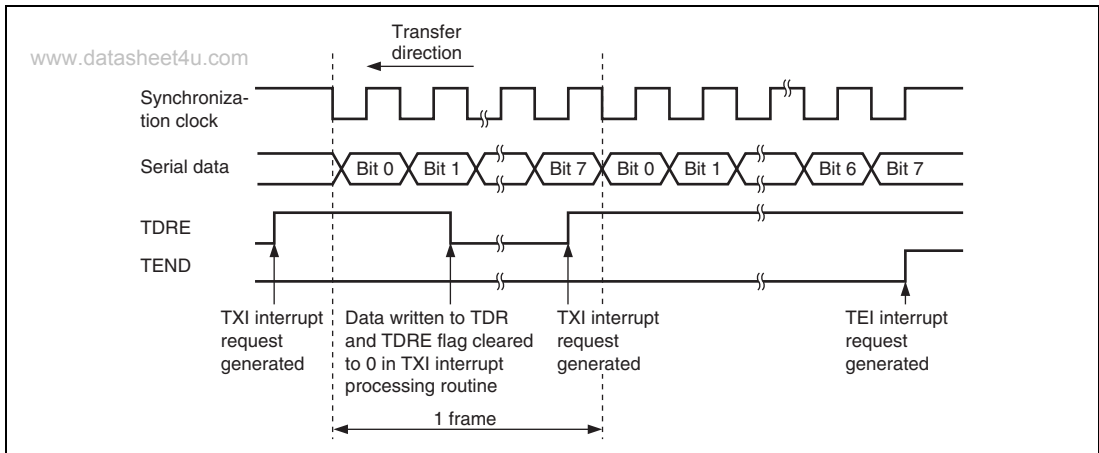 Transfer
direction
www.datasheet4u.com
Synchroniza-
tion clock
Serial data
Bit 0 Bit 1 Bit 7 Bit 0 Bit 1 Bit 6 Bit 7
TDRE
TEND
TXI interrupt
request
generated
Data written to TDR
and TDRE flag cleared
to 0 in TXI interrupt
processing routine
TXI interrupt
request
generated
TEI interrupt
request
generated
1 frame